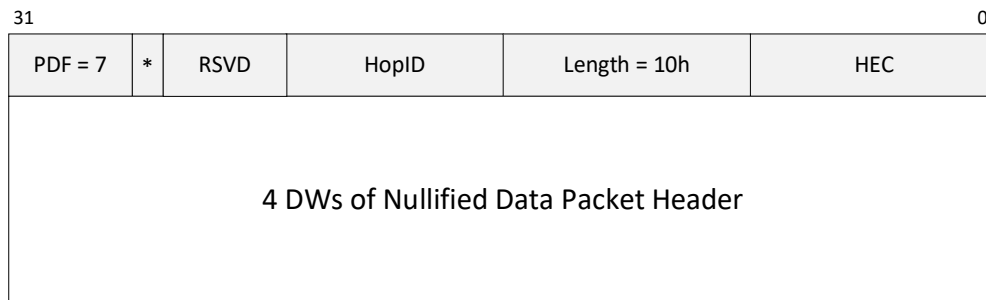 31 0
PDF = 7 * RSVD HopID Length = 10h HEC
4 DWs of Nullified Data Packet Header